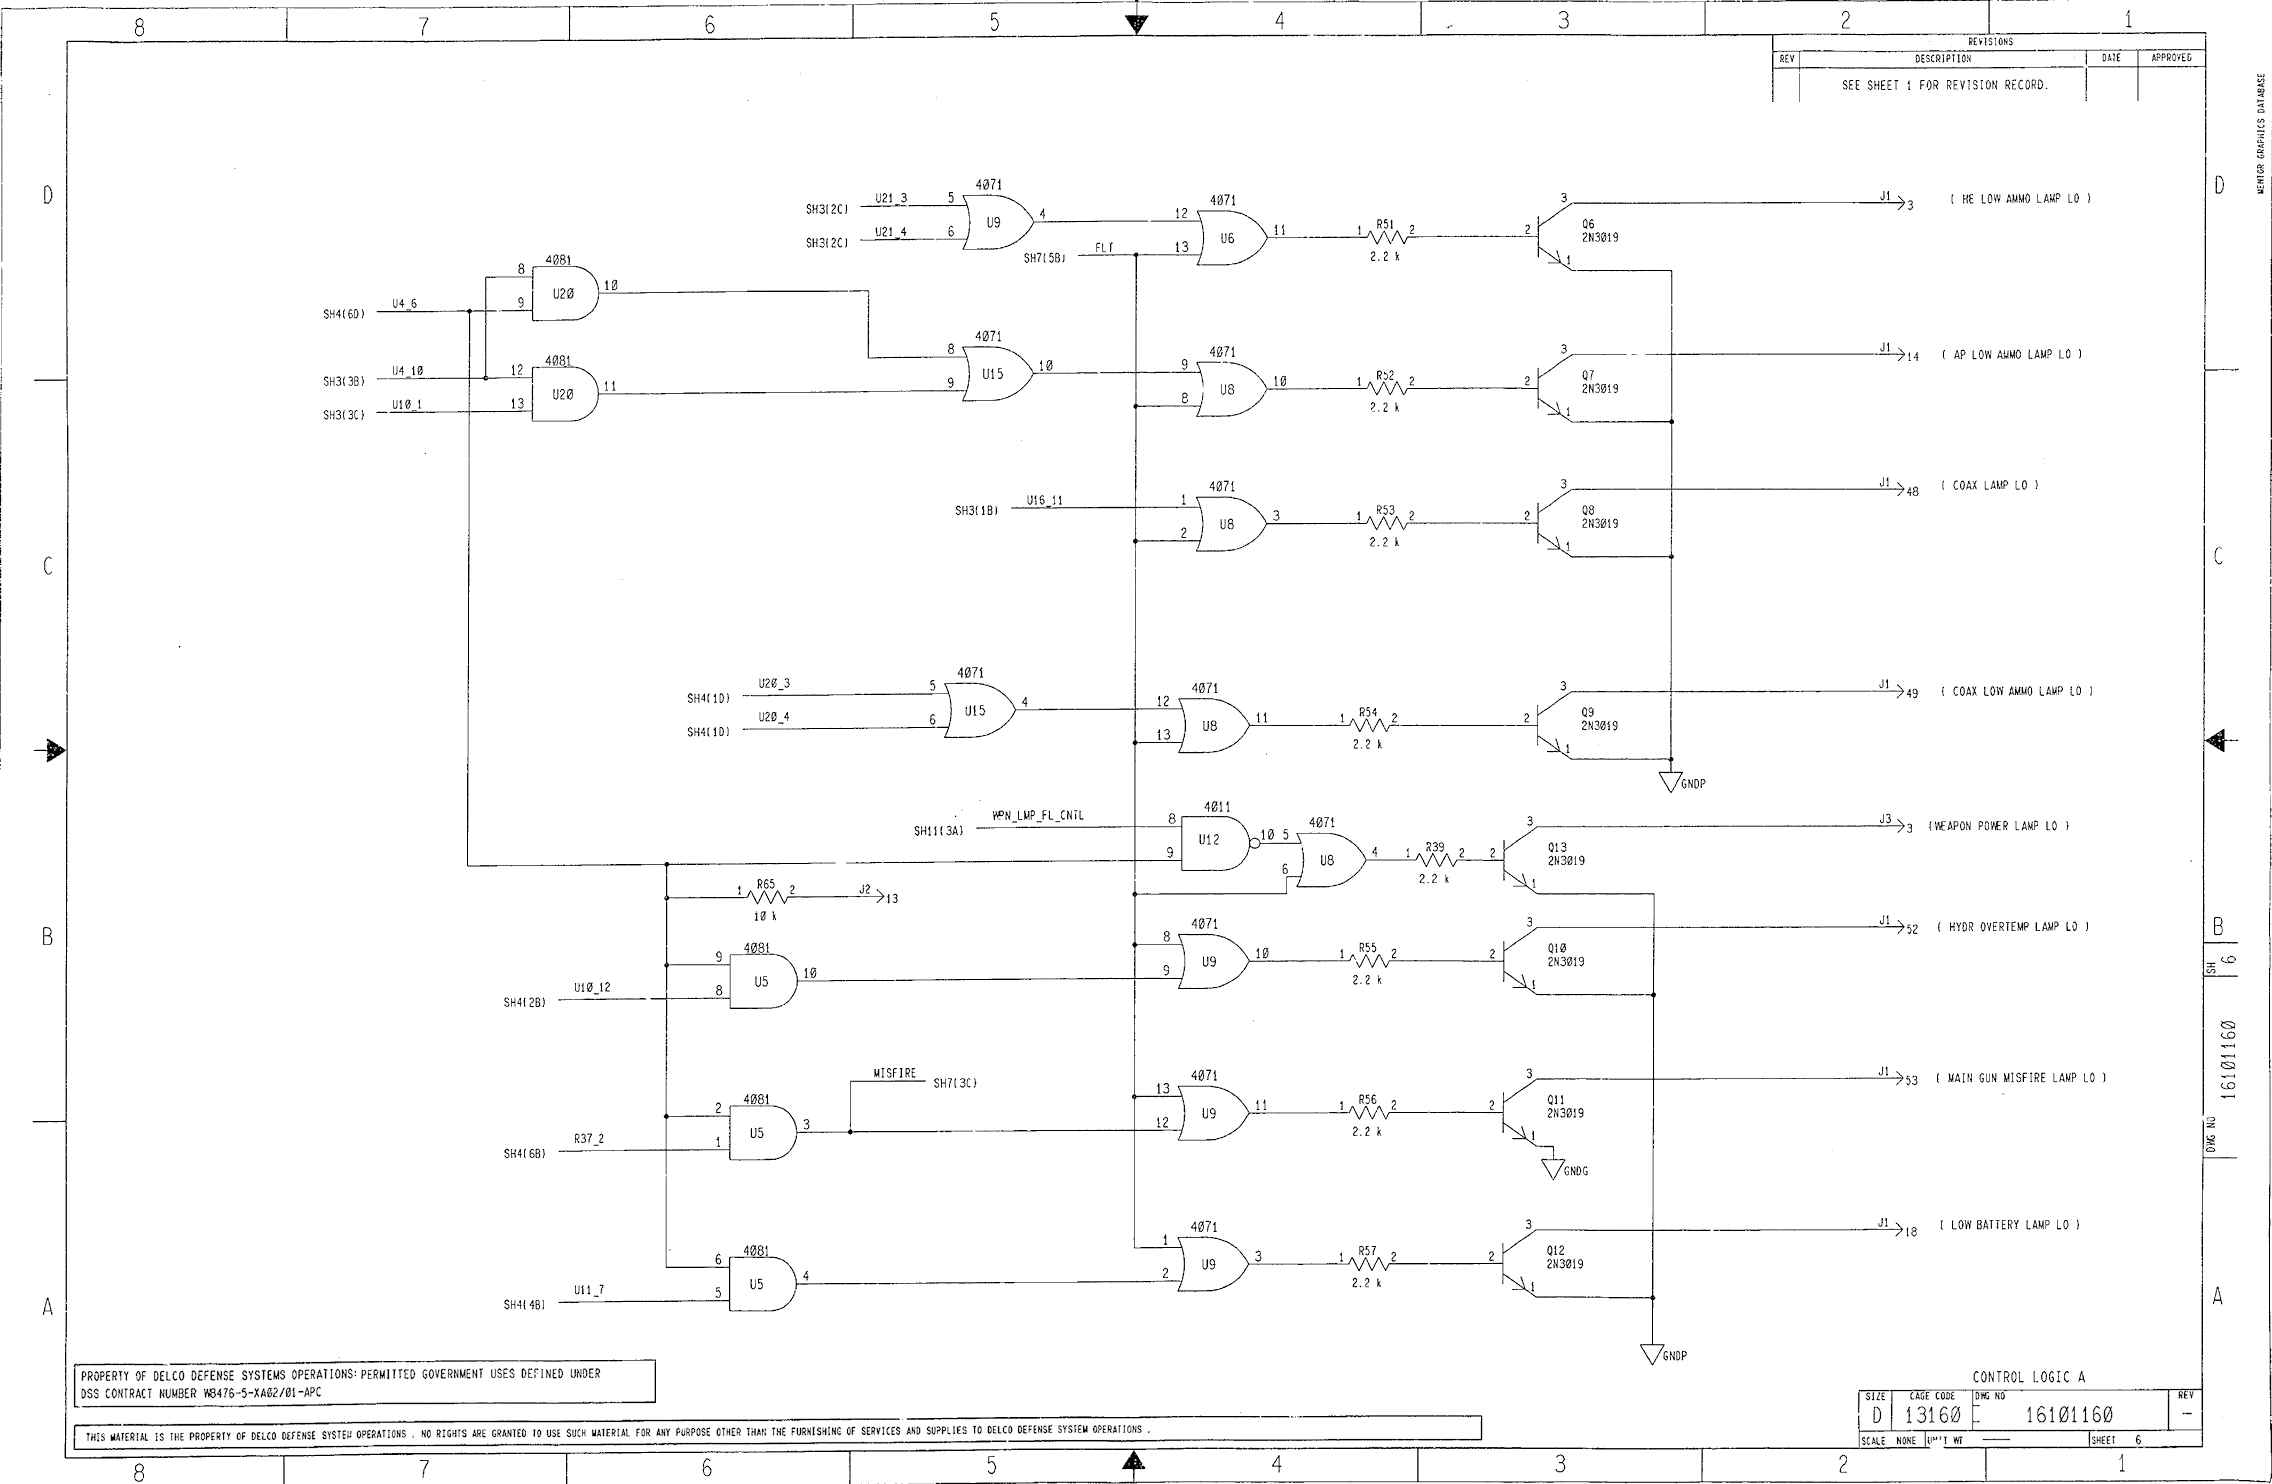 8 7 6 5 4 3 2 1
REVISIONS
REV DESCRIPTION DATE APPROVED
SEE SHEET 1 FOR REVISION RECORD.
MENTOR GRAPHICS DATABASE
D D
SH3(2C) U21_3 5 4071 U9 4
SH3(2C) U21_4 6
12 4071 U6 11 1 R51 2 2.2 k
SH7(5B) FLT 13
2 Q6 2N3019 3 1 J1 3 ( HE LOW AMMO LAMP LO )
8 4081 U20 10
SH4(6D) U4_6 9
SH3(3B) U4_10 12 4081 U20 11
SH3(3C) U10_1 13
8 4071 U15 10
9
9 4071 U8 10 1 R52 2 2.2 k
8
2 Q7 2N3019 3 1 J1 14 ( AP LOW AMMO LAMP LO )
SH3(1B) U16_11 1 4071 U8 3 1 R53 2 2.2 k
2
2 Q8 2N3019 3 1 J1 48 ( COAX LAMP LO )
C C
SH4(1D) U20_3 5 4071 U15 4
SH4(1D) U20_4 6
12 4071 U8 11 1 R54 2 2.2 k
13
2 Q9 2N3019 3 1 J1 49 ( COAX LOW AMMO LAMP LO )
GNDP
SH11(3A) WPN_LMP_FL_CNTL 8 4011 U12 10
9
5 4071 U8 4 1 R39 2 2.2 k
6
2 Q13 2N3019 3 1 J3 3 (WEAPON POWER LAMP LO )
1 R65 2 10 k J2 13
B B
9 4081 U5 10
SH4(2B) U10_12 8
8 4071 U9 10 1 R55 2 2.2 k
9
2 Q10 2N3019 3 1 J1 52 ( HYDR OVERTEMP LAMP LO )
SH 6
MISFIRE SH7(3C)
2 4081 U5 3
SH4(6B) R37_2 1
13 4071 U9 11 1 R56 2 2.2 k
12
2 Q11 2N3019 3 1 J1 53 ( MAIN GUN MISFIRE LAMP LO )
GNDG
DWG NO 16101160
6 4081 U5 4
SH4(4B) U11_7 5
1 4071 U9 3 1 R57 2 2.2 k
2
2 Q12 2N3019 3 1 J1 18 ( LOW BATTERY LAMP LO )
A A
GNDP
PROPERTY OF DELCO DEFENSE SYSTEMS OPERATIONS: PERMITTED GOVERNMENT USES DEFINED UNDER
DSS CONTRACT NUMBER W8476-5-XA02/01-APC
THIS MATERIAL IS THE PROPERTY OF DELCO DEFENSE SYSTEM OPERATIONS . NO RIGHTS ARE GRANTED TO USE SUCH MATERIAL FOR ANY PURPOSE OTHER THAN THE FURNISHING OF SERVICES AND SUPPLIES TO DELCO DEFENSE SYSTEM OPERATIONS .
CONTROL LOGIC A
SIZE CAGE CODE DWG NO REV
D 13160 16101160 -
SCALE NONE UNIT WT SHEET 6
8 7 6 5 4 3 2 1